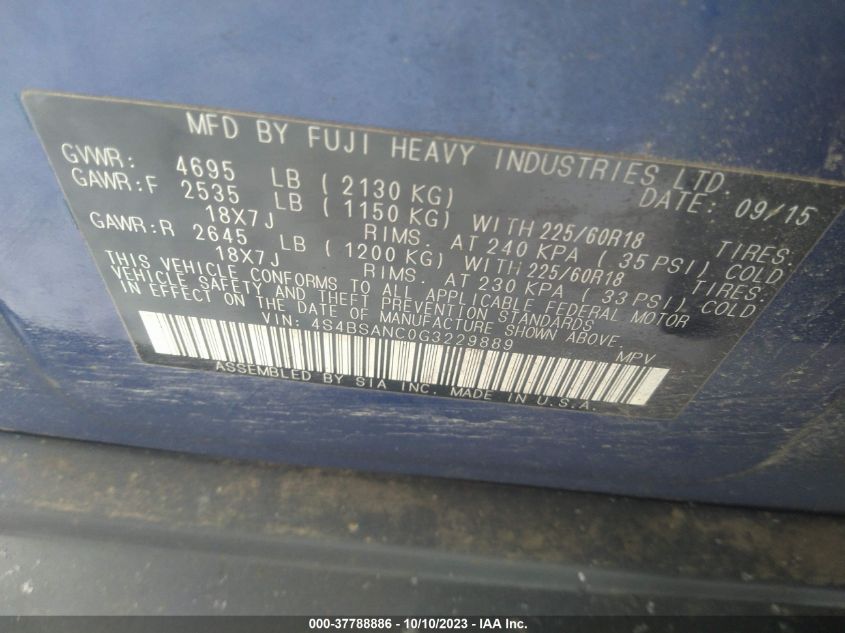 MFD BY FUJI HEAVY INDUSTRIES LTD.
GVWR: 4695 LB ( 2130 KG) DATE: 09/15
GAWR:F 2535 LB ( 1150 KG) WITH 225/60R18 TIRES:
18X7J RIMS. AT 240 KPA ( 35 PSI) COLD
GAWR:R 2645 LB ( 1200 KG) WITH 225/60R18 TIRES:
18X7J RIMS. AT 230 KPA ( 33 PSI) COLD
THIS VEHICLE CONFORMS TO ALL APPLICABLE FEDERAL MOTOR
VEHICLE SAFETY AND THEFT PREVENTION STANDARDS
IN EFFECT ON THE DATE OF MANUFACTURE SHOWN ABOVE.
VIN: 4S4BSANC0G3229889 MPV
ASSEMBLED BY SIA INC. MADE IN U.S.A.
000-37788886 - 10/10/2023 - IAA Inc.